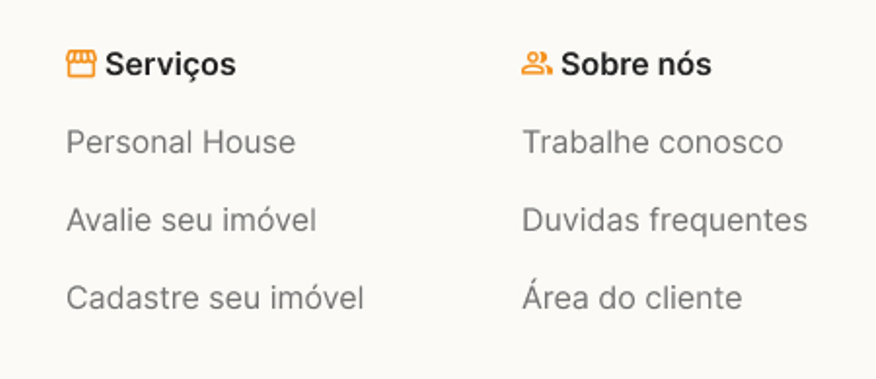 Serviços
Personal House
Avalie seu imóvel
Cadastre seu imóvel
Sobre nós
Trabalhe conosco
Duvidas frequentes
Área do cliente